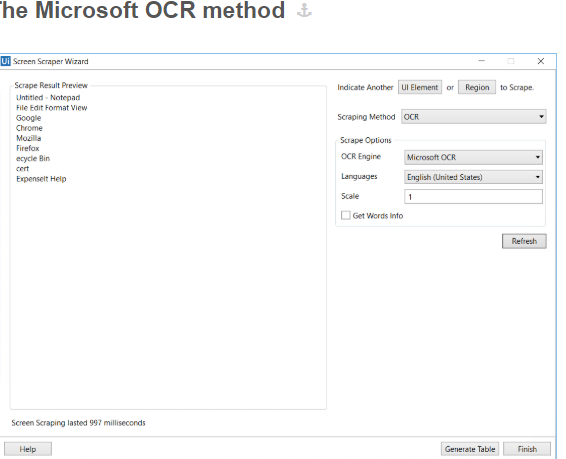 The Microsoft OCR method
Ui Screen Scraper Wizard
Scrape Result Preview
Untitled - Notepad
File Edit Format View
Google
Chrome
Mozilla
Firefox
ecycle Bin
cert
Expenselt Help
Indicate Another UI Element or Region to Scrape.
Scraping Method OCR
Scrape Options
OCR Engine Microsoft OCR
Languages English (United States)
Scale 1
Get Words Info
Refresh
Screen Scraping lasted 997 milliseconds
Help Generate Table Finish